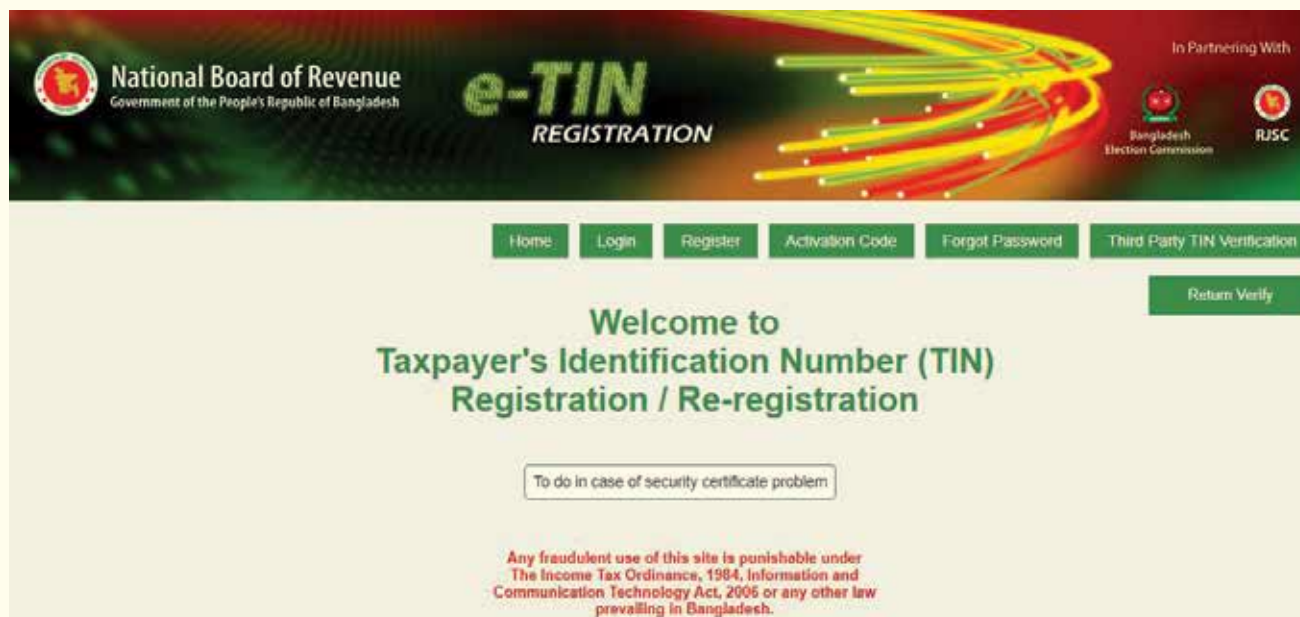 National Board of Revenue
Government of the People's Republic of Bangladesh
e-TIN
REGISTRATION
In Partnering With
Bangladesh
Election Commission
RJSC
Home Login Register Activation Code Forgot Password Third Party TIN Verification
Return Verify
Welcome to
Taxpayer's Identification Number (TIN)
Registration / Re-registration
To do in case of security certificate problem
Any fraudulent use of this site is punishable under
The Income Tax Ordinance, 1984, Information and
Communication Technology Act, 2006 or any other law
prevailing in Bangladesh.